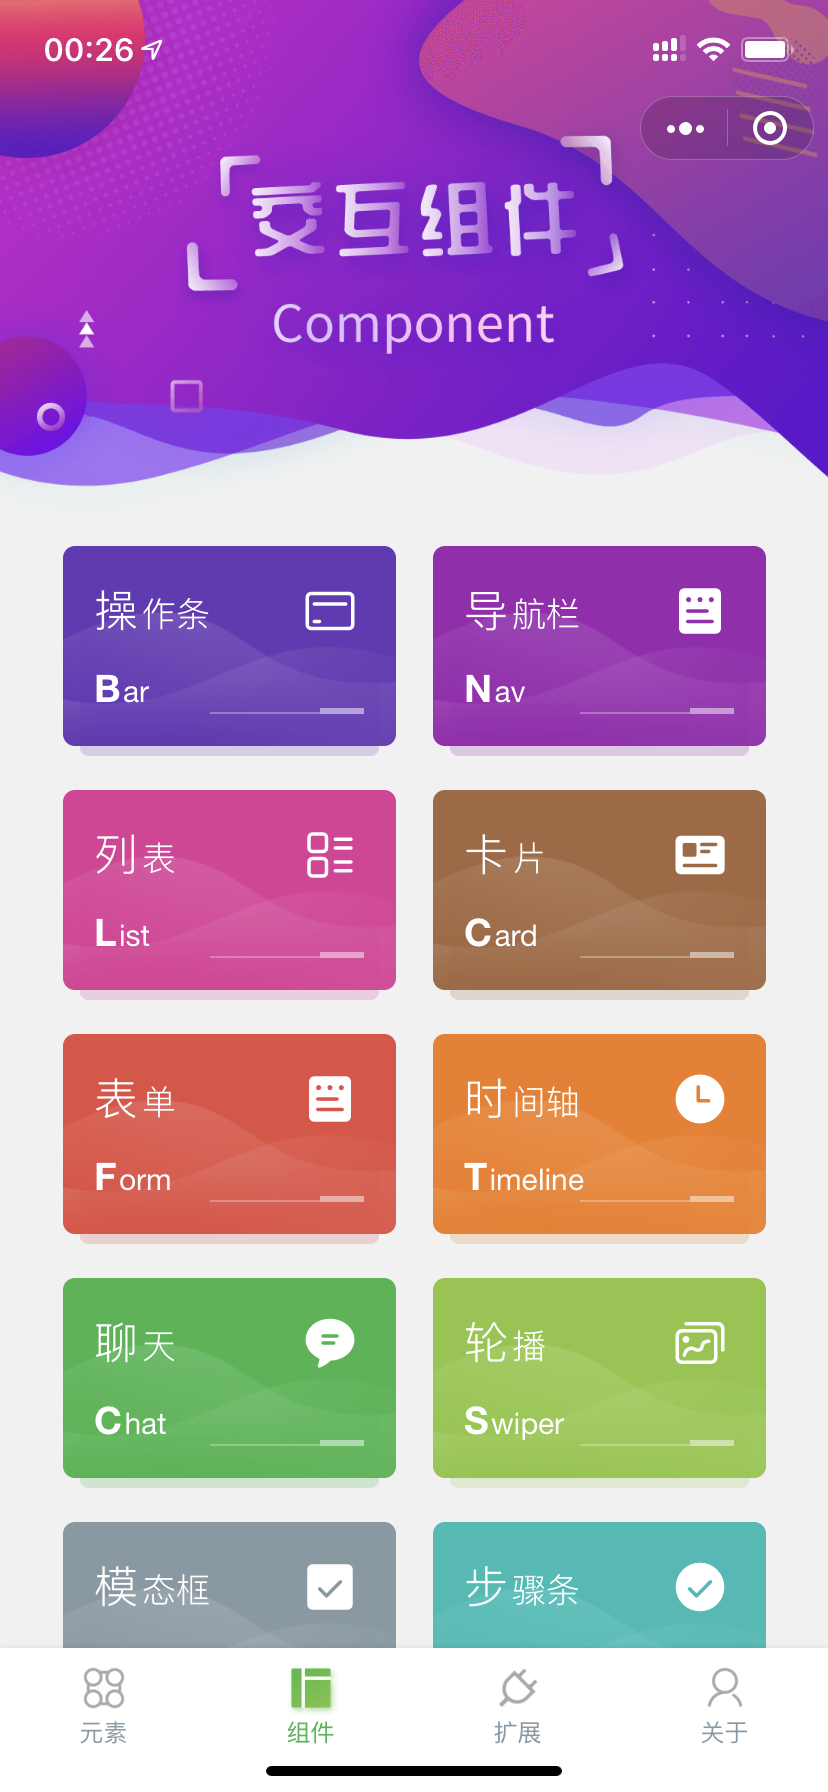 00:26
交互组件
Component
操作条
Bar
导航栏
Nav
列表
List
卡片
Card
表单
Form
时间轴
Timeline
聊天
Chat
轮播
Swiper
模态框
步骤条
元素
组件
扩展
关于